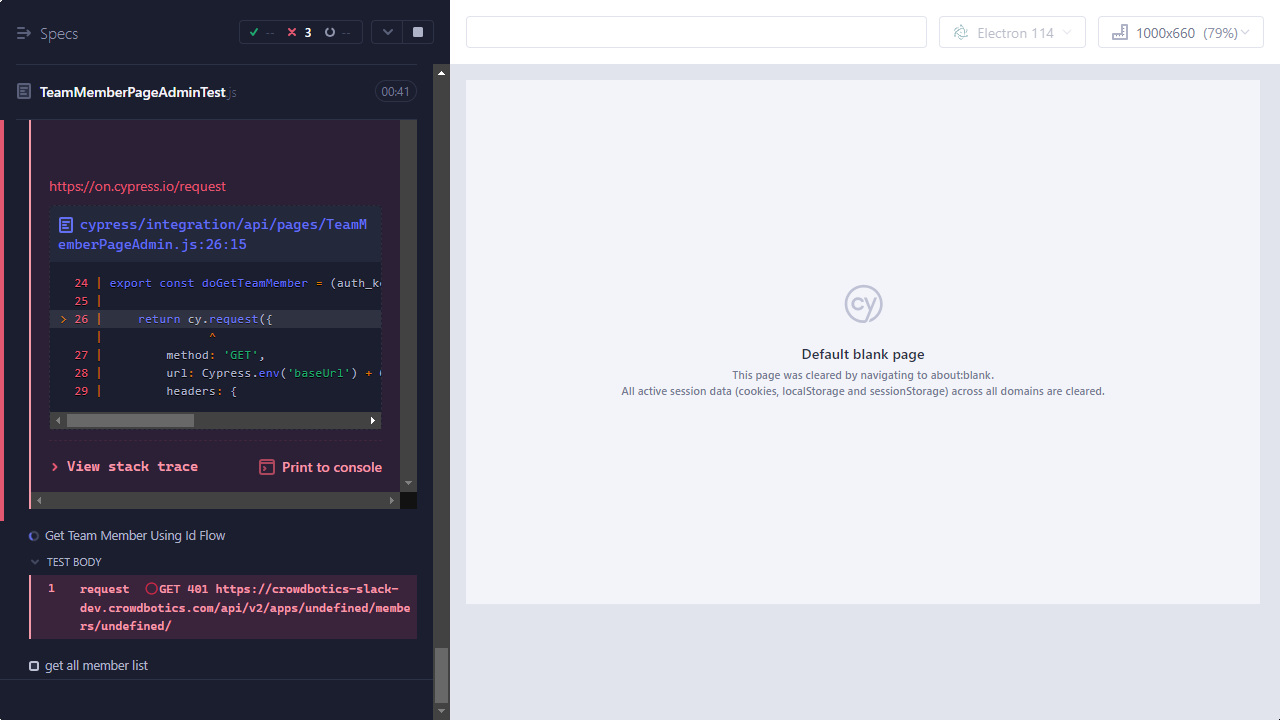 Specs
--
3
--
Electron 114
1000x660 (79%)
TeamMemberPageAdminTest.js
00:41
https://on.cypress.io/request
cypress/integration/api/pages/TeamM
emberPageAdmin.js:26:15
24 | export const doGetTeamMember = (auth_k
25 |
> 26 |     return cy.request({
|               ^
27 |         method: 'GET',
28 |         url: Cypress.env('baseUrl') +
29 |         headers: {
View stack trace
Print to console
Get Team Member Using Id Flow
TEST BODY
1 request GET 401 https://crowdbotics-slack-
dev.crowdbotics.com/api/v2/apps/undefined/membe
rs/undefined/
get all member list
cy
Default blank page
This page was cleared by navigating to about:blank.
All active session data (cookies, localStorage and sessionStorage) across all domains are cleared.